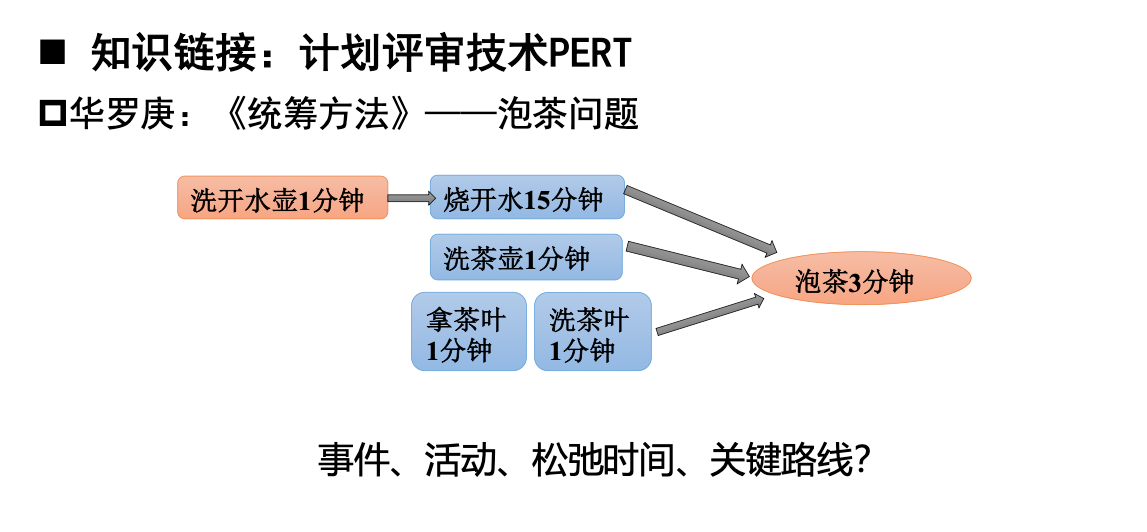 ■ 知识链接：计划评审技术PERT
华罗庚：《统筹方法》——泡茶问题
洗开水壶1分钟
烧开水15分钟
洗茶壶1分钟
泡茶3分钟
拿茶叶
1分钟
洗茶叶
1分钟
事件、活动、松弛时间、关键路线？